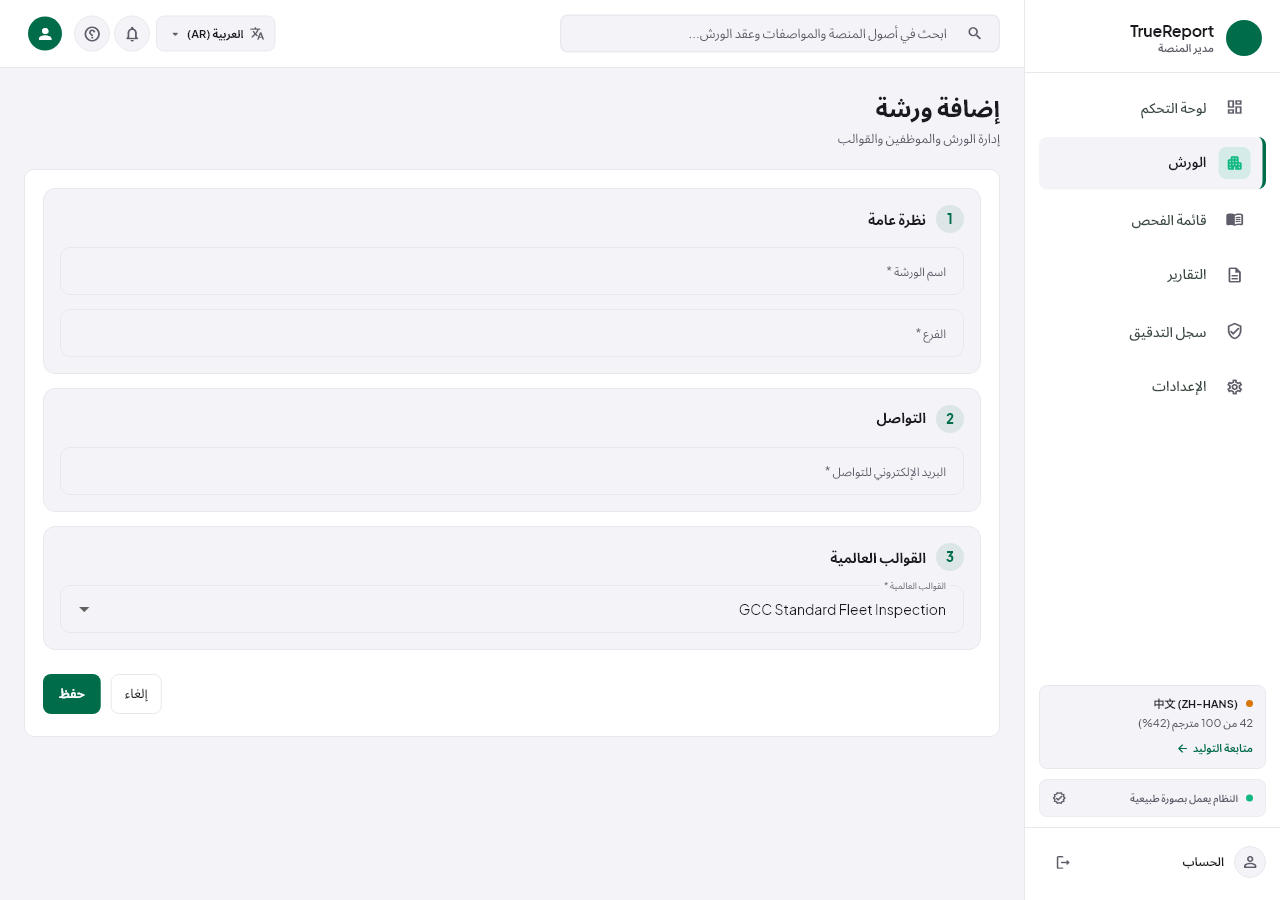 TrueReport
مدير المنصة
لوحة التحكم
الورش
قائمة الفحص
التقارير
سجل التدقيق
الإعدادات
中文 (ZH-HANS)
42 من 100 مترجم (42%)
متابعة التوليد ←
النظام يعمل بصورة طبيعية
الحساب
ابحث في أصول المنصة والمواصفات وعقد الورش...
العربية (AR)
إضافة ورشة
إدارة الورش والموظفين والقوالب
1 نظرة عامة
اسم الورشة *
الفرع *
2 التواصل
البريد الإلكتروني للتواصل *
3 القوالب العالمية
القوالب العالمية *
GCC Standard Fleet Inspection
إلغاء
حفظ